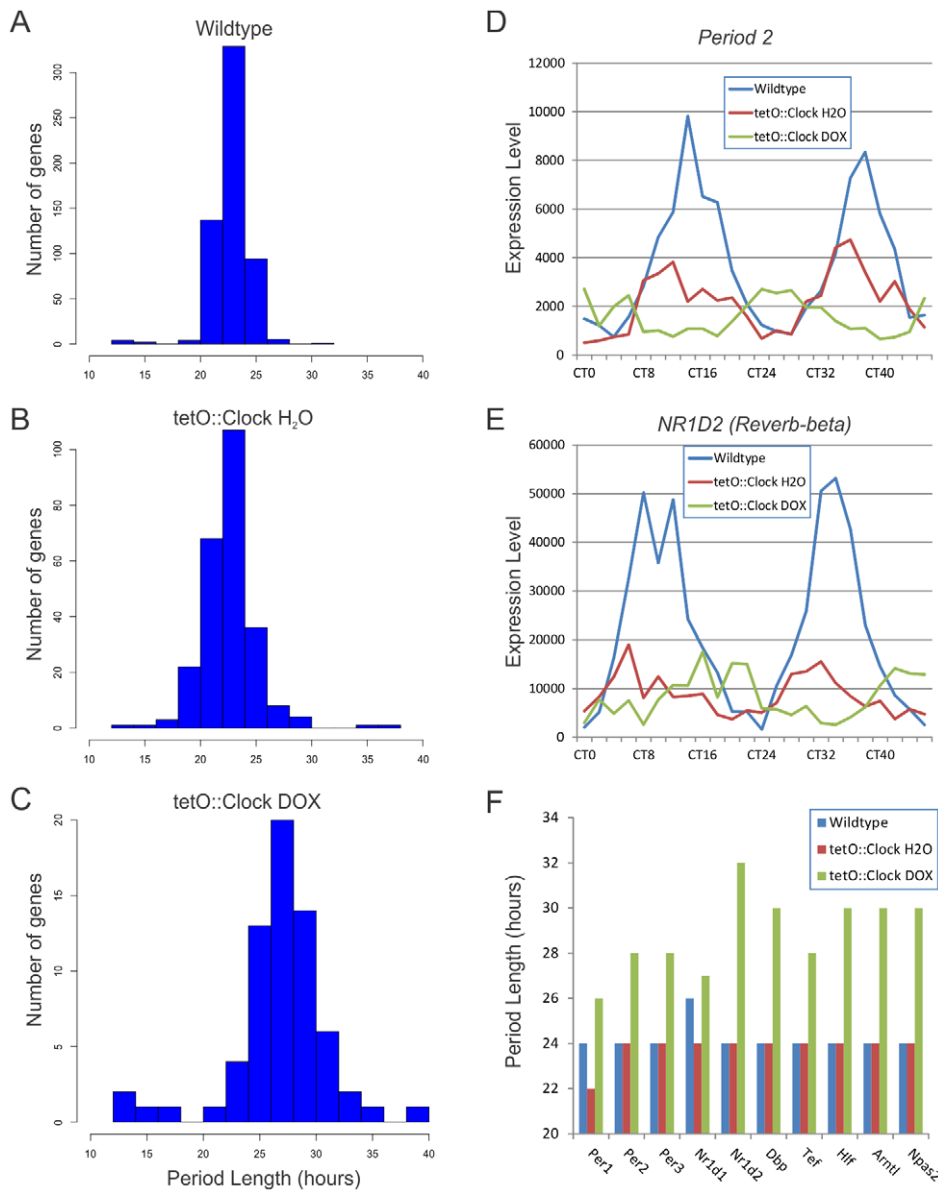 A
Wildtype
Number of genes
300
250
200
150
100
50
0
10 15 20 25 30 35 40
B
tetO::Clock H₂O
Number of genes
100
80
60
40
20
0
10 15 20 25 30 35 40
C
tetO::Clock DOX
Number of genes
20
15
10
5
0
10 15 20 25 30 35 40
Period Length (hours)
D
Period 2
Expression Level
12000
10000
8000
6000
4000
2000
0
Wildtype
tetO::Clock H2O
tetO::Clock DOX
CT0 CT8 CT16 CT24 CT32 CT40
E
NR1D2 (Reverb-beta)
Expression Level
60000
50000
40000
30000
20000
10000
0
Wildtype
tetO::Clock H2O
tetO::Clock DOX
CT0 CT8 CT16 CT24 CT32 CT40
F
Period Length (hours)
34
32
30
28
26
24
22
20
Wildtype
tetO::Clock H2O
tetO::Clock DOX
Per1 Per2 Per3 Nr1d1 Nr1d2 Dbp Tef Hlf Arntl Npas2